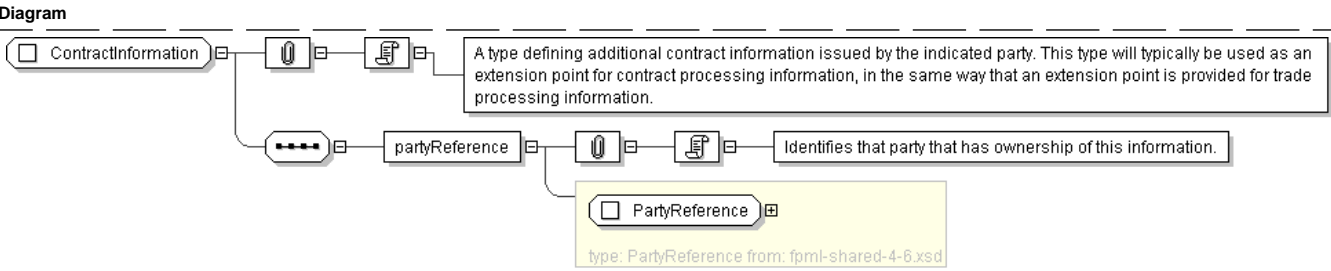 Diagram
ContractInformation
A type defining additional contract information issued by the indicated party. This type will typically be used as an
extension point for contract processing information, in the same way that an extension point is provided for trade
processing information.
partyReference
Identifies that party that has ownership of this information.
PartyReference
type: PartyReference from: fpml-shared-4-6.xsd